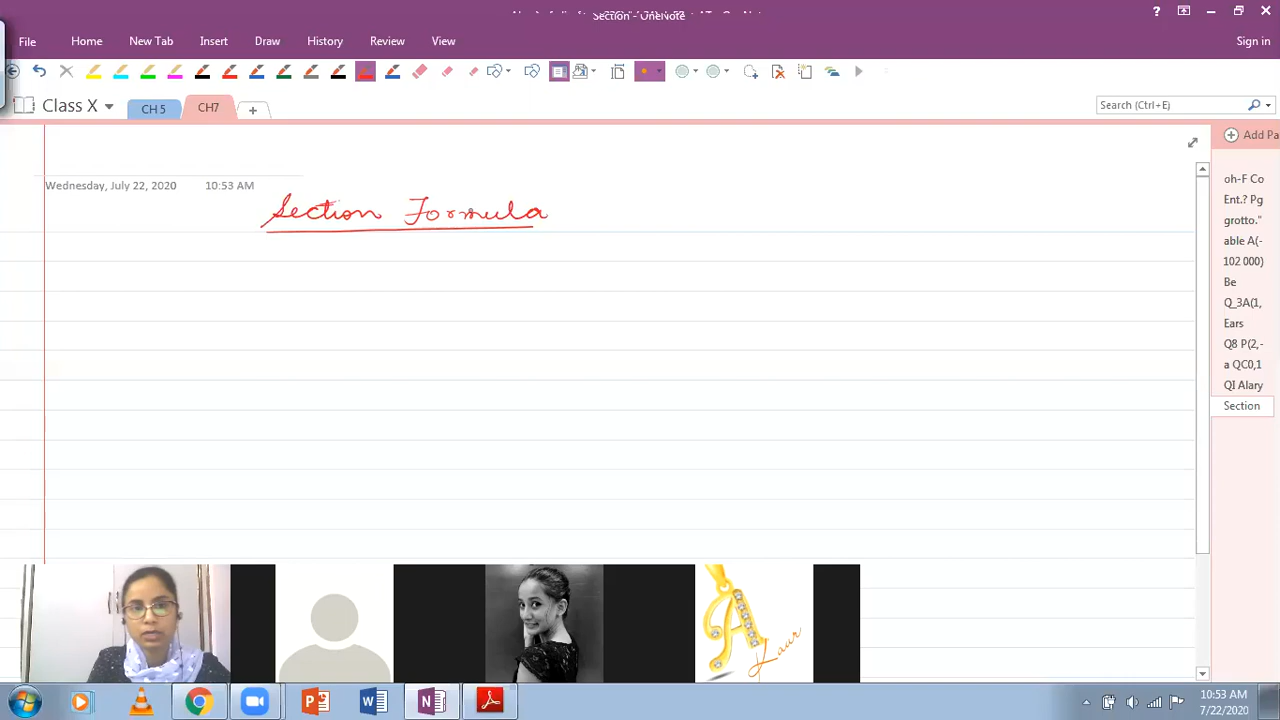 Section - OneNote
File Home New Tab Insert Draw History Review View Sign in
Class X CH 5 CH7 Search (Ctrl+E)
Add Pa
Wednesday, July 22, 2020 10:53 AM
Section Formula
oh-F Co
Ent.? Pg
grotto."
able A(-
102 000)
Be
Q_3A(1,
Ears
Q8 P(2,-
a QC0,1
QI Alary
Section
A
Kaur
10:53 AM
7/22/2020